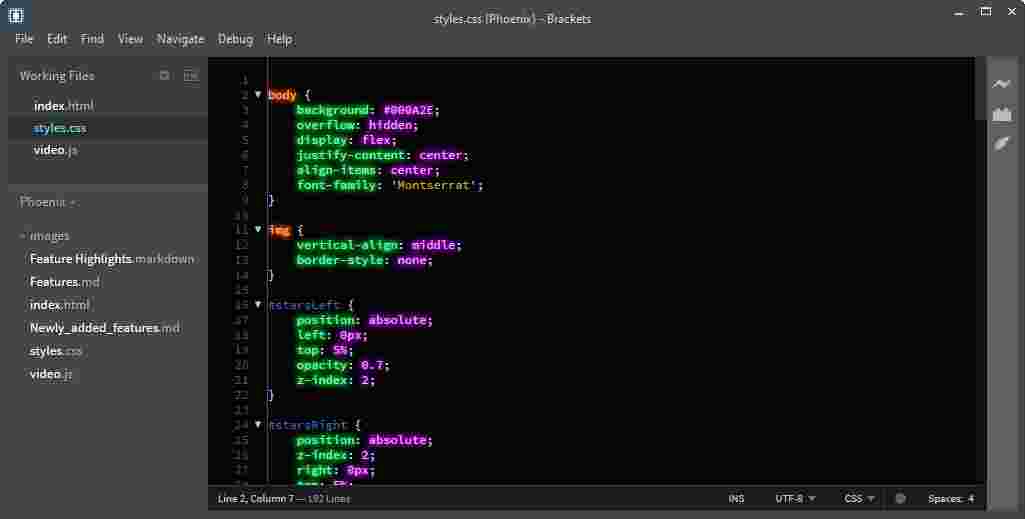 styles.css (Phoenix) - Brackets
File Edit Find View Navigate Debug Help
Working Files
index.html
styles.css
video.js
Phoenix
images
Feature Highlights.markdown
Features.md
index.html
Newly_added_features.md
styles.css
video.js
1
2 body {
3 background: #000A2E;
4 overflow: hidden;
5 display: flex;
6 justify-content: center;
7 align-items: center;
8 font-family: 'Montserrat';
9 }
10
11 img {
12 vertical-align: middle;
13 border-style: none;
14 }
15
16 #starsLeft {
17 position: absolute;
18 left: 0px;
19 top: 5%;
20 opacity: 0.7;
21 z-index: 2;
22 }
23
24 #starsRight {
25 position: absolute;
26 z-index: 2;
27 right: 0px;
top: 5%;
Line 2, Column 7 — 192 Lines INS UTF-8 CSS Spaces: 4